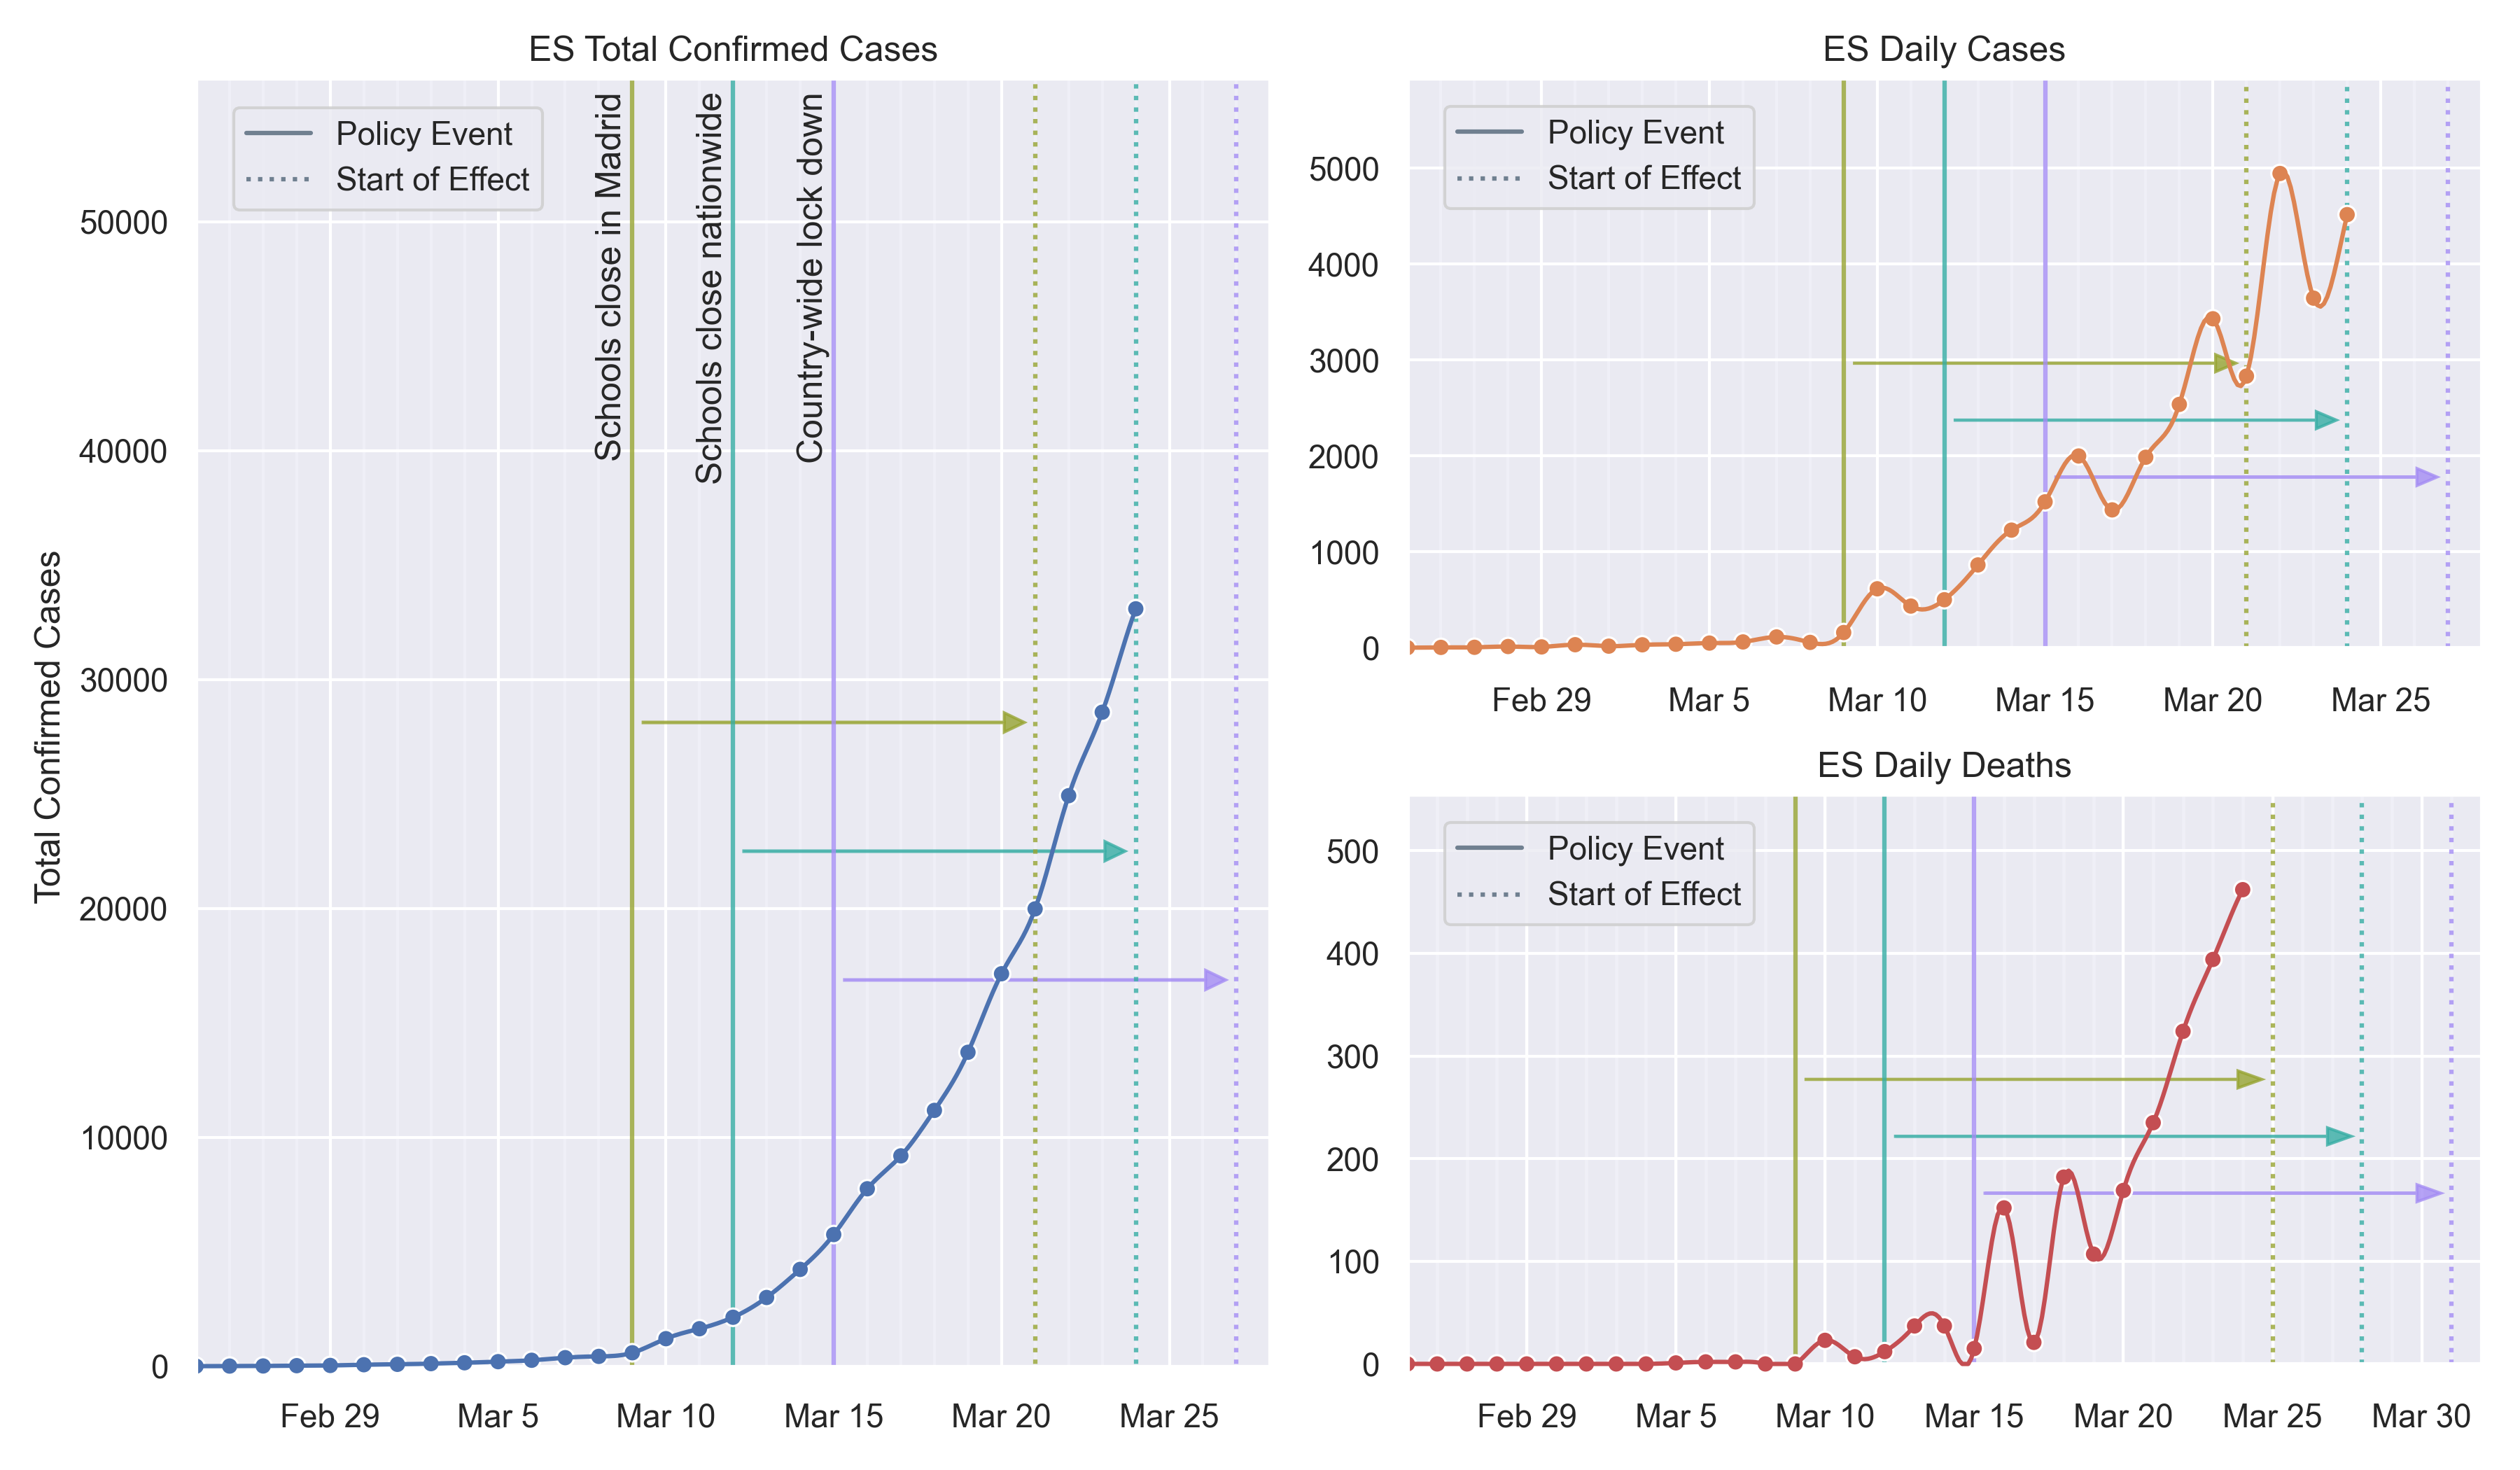 ES Total Confirmed Cases
Policy Event
Start of Effect
Schools close in Madrid
Schools close nationwide
Country-wide lock down
Total Confirmed Cases
50000
40000
30000
20000
10000
0
Feb 29
Mar 5
Mar 10
Mar 15
Mar 20
Mar 25
ES Daily Cases
Policy Event
Start of Effect
5000
4000
3000
2000
1000
0
Feb 29
Mar 5
Mar 10
Mar 15
Mar 20
Mar 25
ES Daily Deaths
Policy Event
Start of Effect
500
400
300
200
100
0
Feb 29
Mar 5
Mar 10
Mar 15
Mar 20
Mar 25
Mar 30